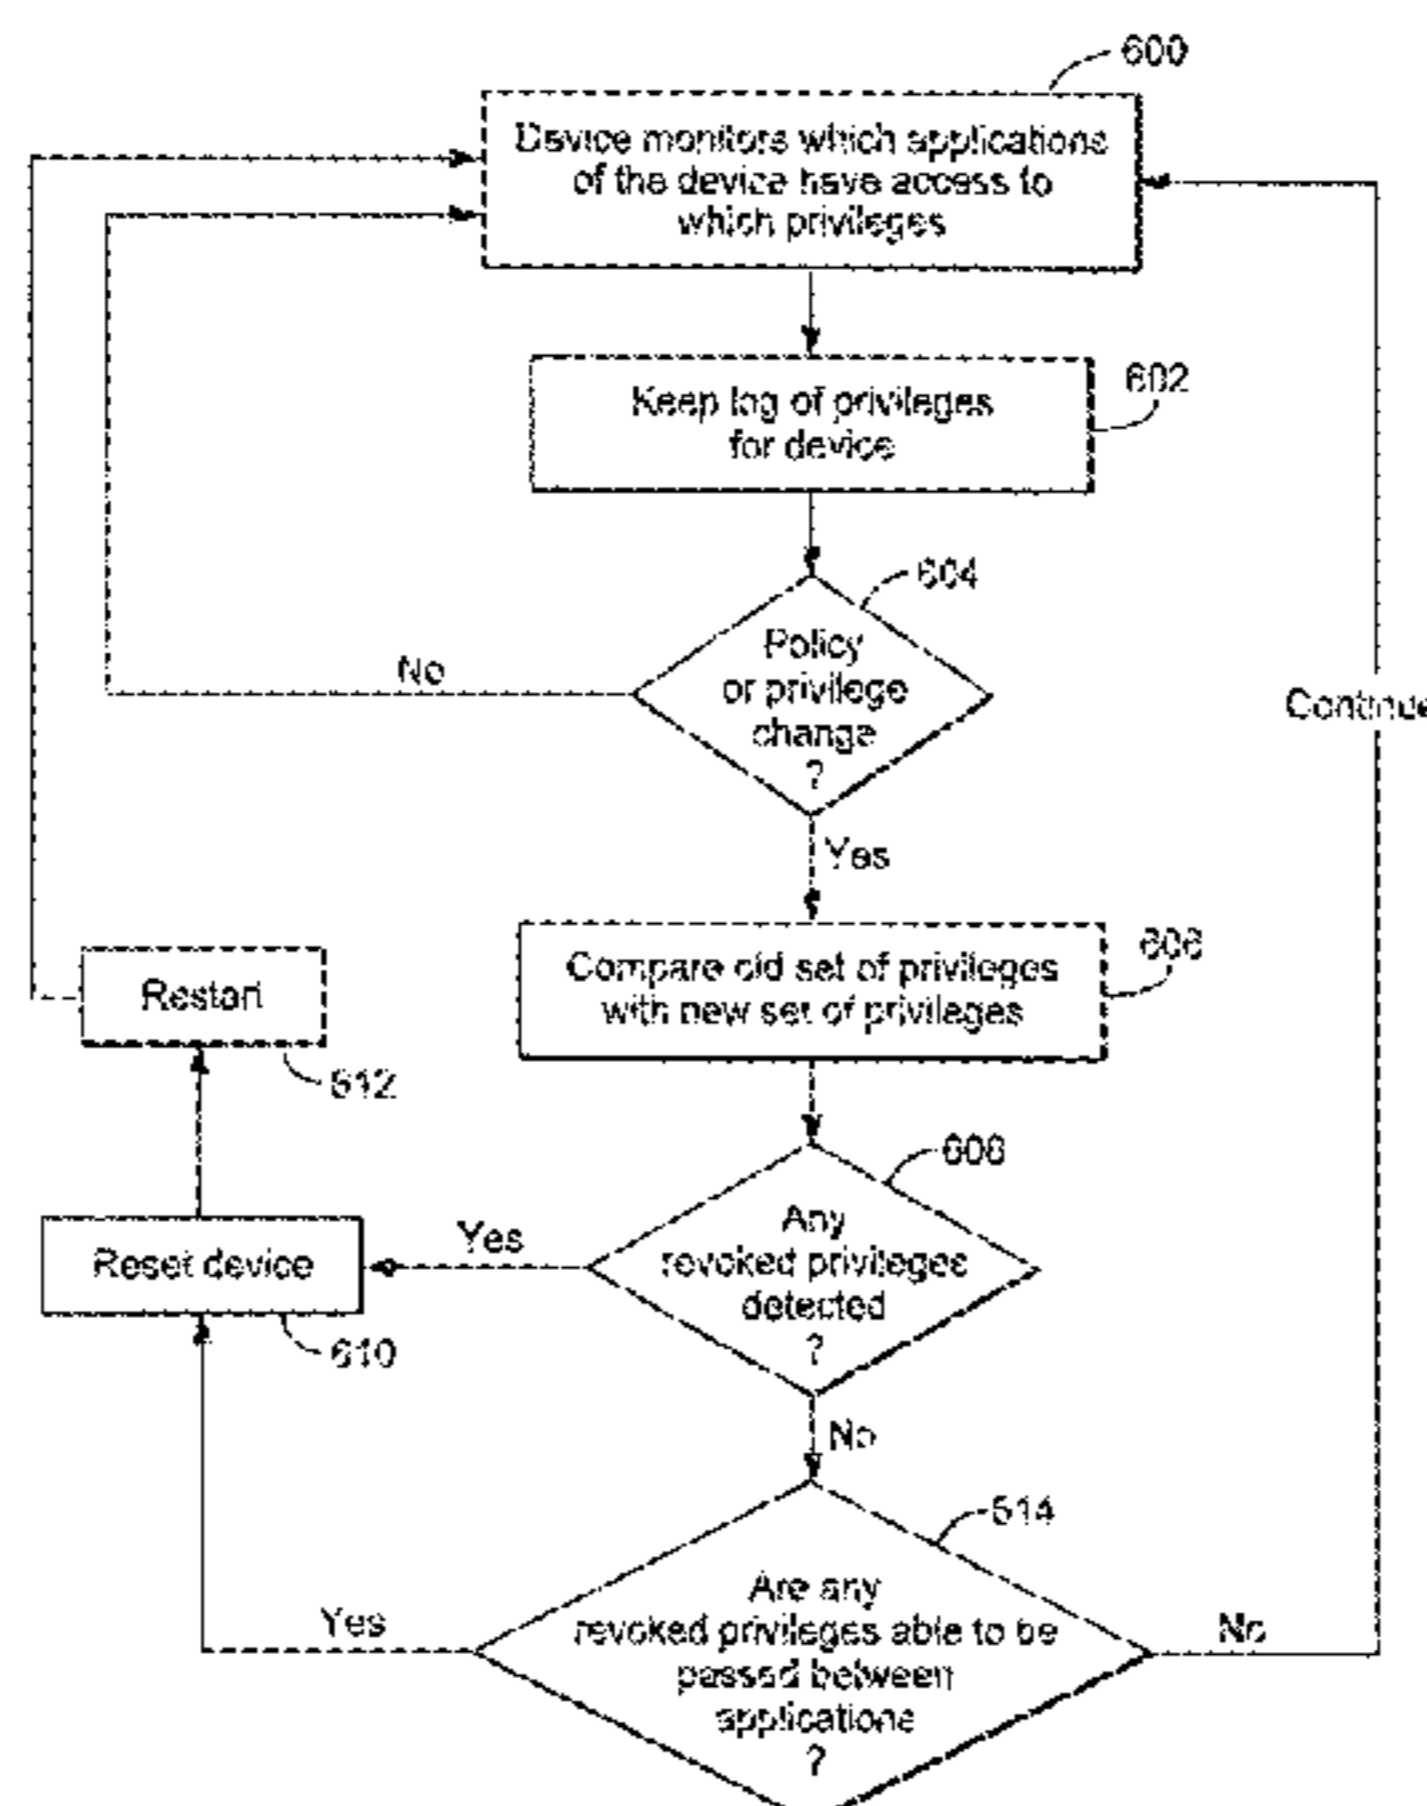 600
Device monitors which applications
of the device have access to
which privileges
602
Keep log of privileges
for device
604
Policy
or privilege
change
?
No
Continue
Yes
606
Compare old set of privileges
with new set of privileges
Restart
612
608
Any
revoked privileges
detected
?
Yes
Reset device
610
No
614
Are any
revoked privileges able to be
passed between
applications
?
Yes
No